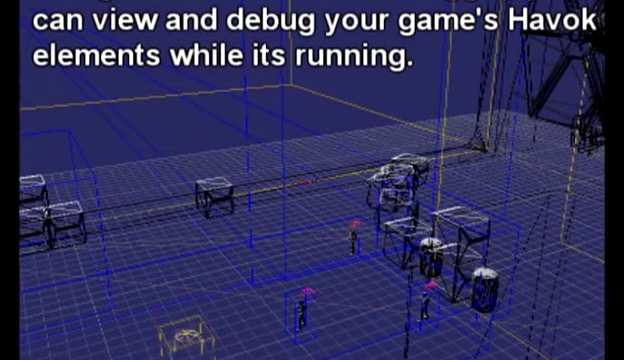 can view and debug your game's Havok
elements while its running.